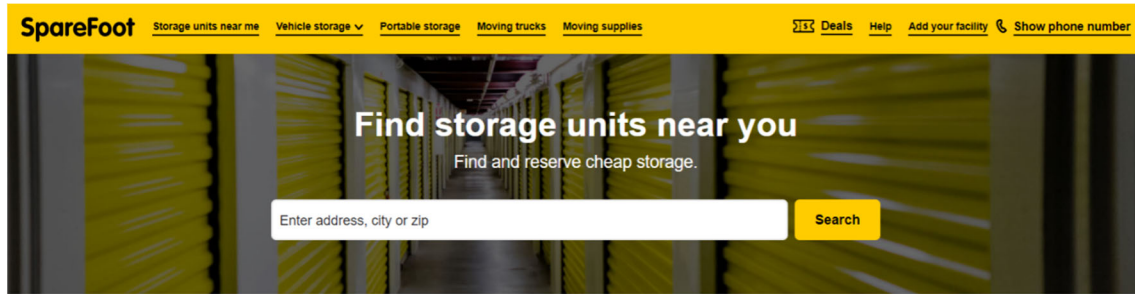 SpareFoot Storage units near me Vehicle storage Portable storage Moving trucks Moving supplies Deals Help Add your facility Show phone number
Find storage units near you
Find and reserve cheap storage.
Enter address, city or zip Search